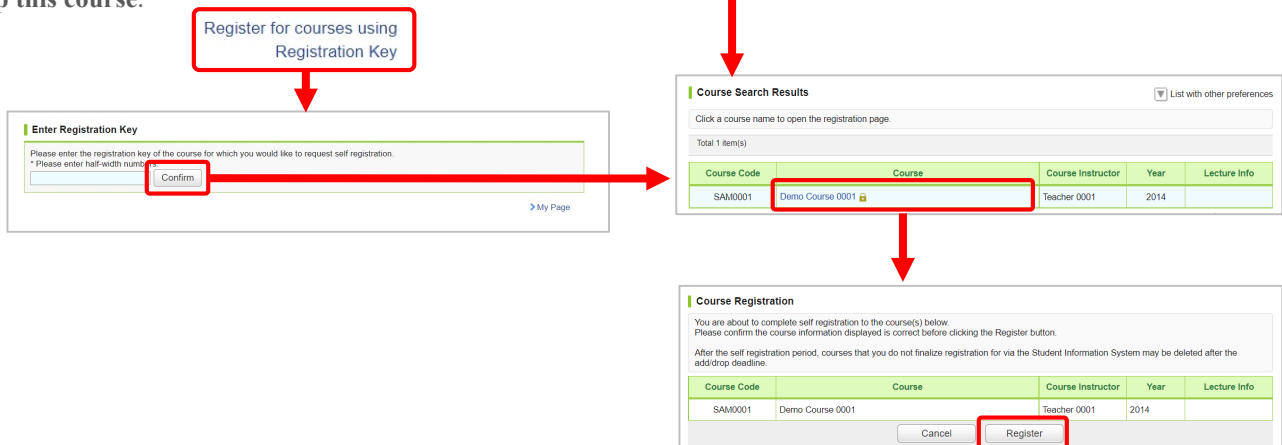 p this course.
Register for courses using
Registration Key
Enter Registration Key
Please enter the registration key of the course for which you would like to request self registration.
* Please enter half-width numbers.
Confirm
My Page
Course Search Results
List with other preferences
Click a course name to open the registration page.
Total 1 item(s)
Course Code Course Course Instructor Year Lecture Info
SAM0001 Demo Course 0001 Teacher 0001 2014
Course Registration
You are about to complete self registration to the course(s) below.
Please confirm the course information displayed is correct before clicking the Register button.
After the self registration period, courses that you do not finalize registration for via the Student Information System may be deleted after the
add/drop deadline.
Course Code Course Course Instructor Year Lecture Info
SAM0001 Demo Course 0001 Teacher 0001 2014
Cancel Register